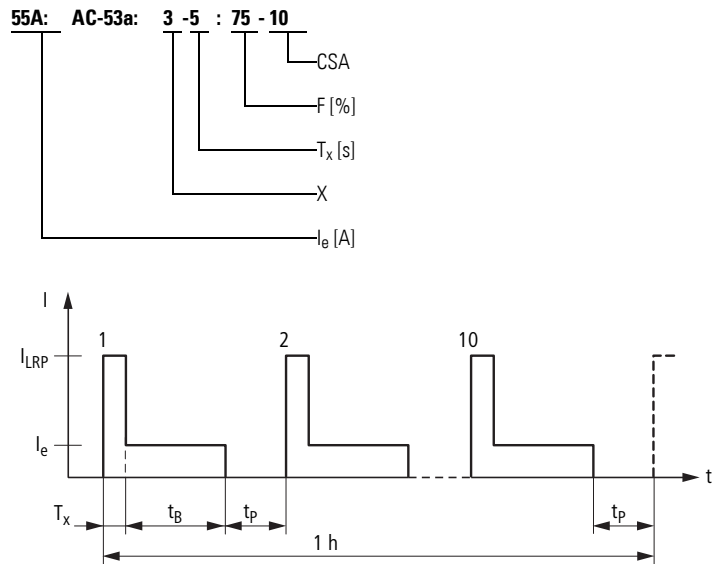 55A: AC-53a: 3 -5 : 75 - 10
CSA
F [%]
Tx [s]
X
Ie [A]
I
1 2 10
ILRP
Ie
t
Tx tB tP tP
1 h